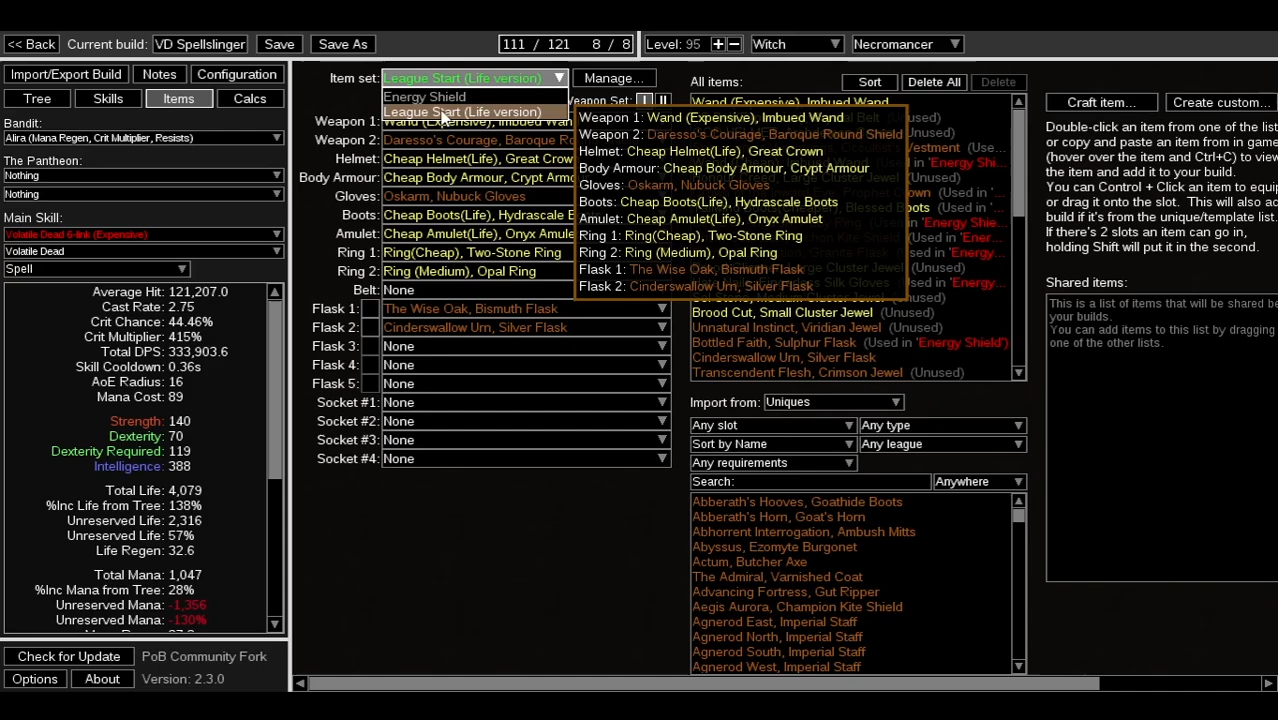 << Back Current build: VD Spellslinger Save Save As 111 / 121 8 / 8 Level: 95 + - Witch Necromancer
Import/Export Build Notes Configuration
Tree Skills Items Calcs
Bandit:
Alira (Mana Regen, Crit Multiplier, Resists)
The Pantheon:
Nothing
Nothing
Main Skill:
Volatile Dead 6-link (Expensive)
Volatile Dead
Spell
Average Hit: 121,207.0
Cast Rate: 2.75
Crit Chance: 44.46%
Crit Multiplier: 415%
Total DPS: 333,903.6
Skill Cooldown: 0.36s
AoE Radius: 16
Mana Cost: 89
Strength: 140
Dexterity: 70
Dexterity Required: 119
Intelligence: 388
Total Life: 4,079
%Inc Life from Tree: 138%
Unreserved Life: 2,316
Unreserved Life: 57%
Life Regen: 32.6
Total Mana: 1,047
%Inc Mana from Tree: 28%
Unreserved Mana: -1,356
Unreserved Mana: -130%
Check for Update PoB Community Fork
Options About Version: 2.3.0
Item set: League Start (Life version) Manage...
Energy Shield
League Start (Life version)
Weapon Set: I II
Weapon 1: Wand (Expensive), Imbued Wand
Weapon 2: Daresso's Courage, Baroque Ro
Helmet: Cheap Helmet(Life), Great Crow
Body Armour: Cheap Body Armour, Crypt Armo
Gloves: Oskarm, Nubuck Gloves
Boots: Cheap Boots(Life), Hydrascale B
Amulet: Cheap Amulet(Life), Onyx Amule
Ring 1: Ring(Cheap), Two-Stone Ring
Ring 2: Ring (Medium), Opal Ring
Belt: None
Flask 1: The Wise Oak, Bismuth Flask
Flask 2: Cinderswallow Urn, Silver Flask
Flask 3: None
Flask 4: None
Flask 5: None
Socket #1: None
Socket #2: None
Socket #3: None
Socket #4: None
Weapon 1: Wand (Expensive), Imbued Wand
Weapon 2: Daresso's Courage, Baroque Round Shield
Helmet: Cheap Helmet(Life), Great Crown
Body Armour: Cheap Body Armour, Crypt Armour
Gloves: Oskarm, Nubuck Gloves
Boots: Cheap Boots(Life), Hydrascale Boots
Amulet: Cheap Amulet(Life), Onyx Amulet
Ring 1: Ring(Cheap), Two-Stone Ring
Ring 2: Ring (Medium), Opal Ring
Flask 1: The Wise Oak, Bismuth Flask
Flask 2: Cinderswallow Urn, Silver Flask
All items: Sort Delete All Delete
Wand (Expensive), Imbued Wand
Brood Cut, Small Cluster Jewel (Unused)
Unnatural Instinct, Viridian Jewel (Unused)
Bottled Faith, Sulphur Flask (Used in 'Energy Shield')
Cinderswallow Urn, Silver Flask
Transcendent Flesh, Crimson Jewel (Unused)
Import from: Uniques
Any slot Any type
Sort by Name Any league
Any requirements
Search: Anywhere
Abberath's Hooves, Goathide Boots
Abberath's Horn, Goat's Horn
Abhorrent Interrogation, Ambush Mitts
Abyssus, Ezomyte Burgonet
Actum, Butcher Axe
The Admiral, Varnished Coat
Advancing Fortress, Gut Ripper
Aegis Aurora, Champion Kite Shield
Agnerod East, Imperial Staff
Agnerod North, Imperial Staff
Agnerod South, Imperial Staff
Agnerod West, Imperial Staff
Craft item... Create custom...
Double-click an item from one of
or copy and paste an item from in game
(hover over the item and Ctrl+C) to view
the item and add it to your build.
You can Control + Click an item to equip
or drag it onto the slot. This will also ad
build if it's from the unique/template list.
If there's 2 slots an item can go in,
holding Shift will put it in the second.
Shared items:
This is a list of items that will be shared be
your builds.
You can add items to this list by dragging
one of the other lists.